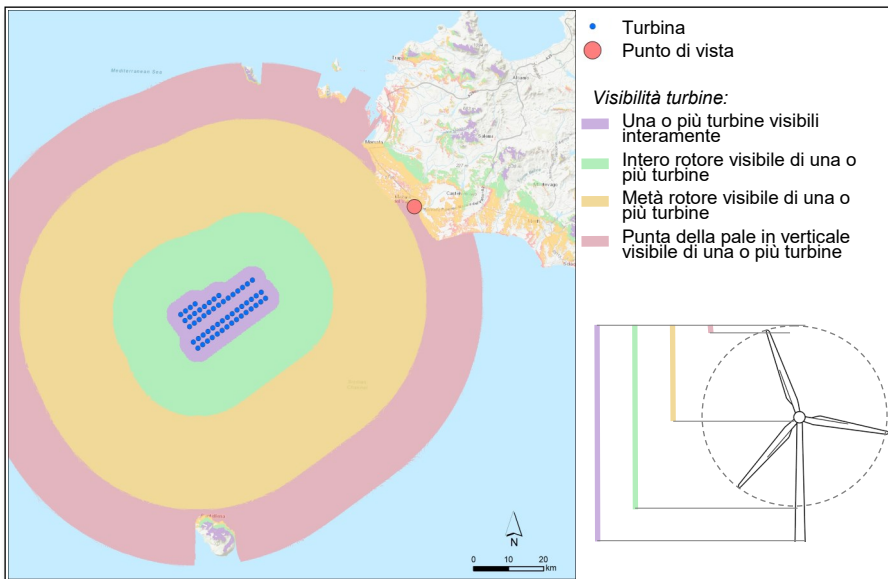 Mediterranean Sea
Turbina
Punto di vista
Visibilità turbine:
Una o più turbine visibili
interamente
Intero rotore visibile di una o
più turbine
Metà rotore visibile di una o
più turbine
Punta della pale in verticale
visibile di una o più turbine
N
0 10 20
km